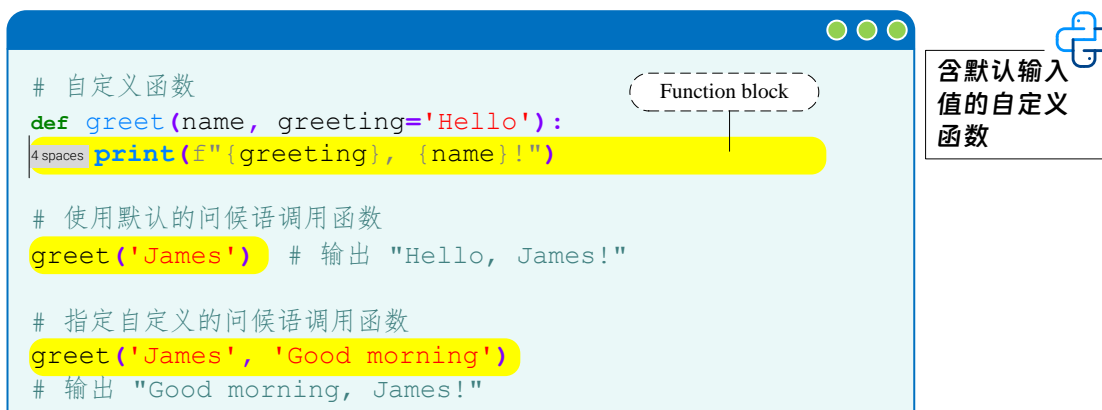 # 自定义函数
Function block
def greet(name, greeting='Hello'):
4 spaces print(f"{greeting}, {name}!")
# 使用默认的问候语调用函数
greet('James') # 输出 "Hello, James!"
# 指定自定义的问候语调用函数
greet('James', 'Good morning')
# 输出 "Good morning, James!"
含默认输入
值的自定义
函数